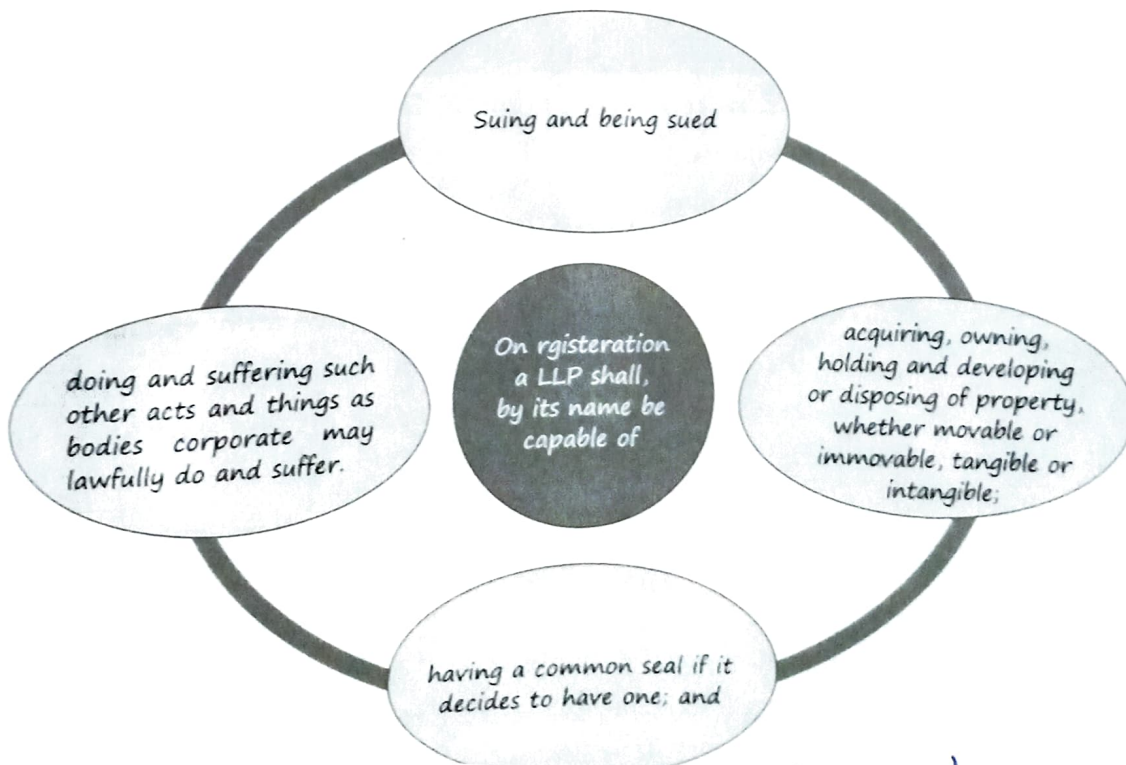 Suing and being sued
On rgisteration
a LLP shall,
by its name be
capable of
acquiring, owning,
holding and developing
or disposing of property,
whether movable or
immovable, tangible or
intangible;
having a common seal if it
decides to have one; and
doing and suffering such
other acts and things as
bodies corporate may
lawfully do and suffer.